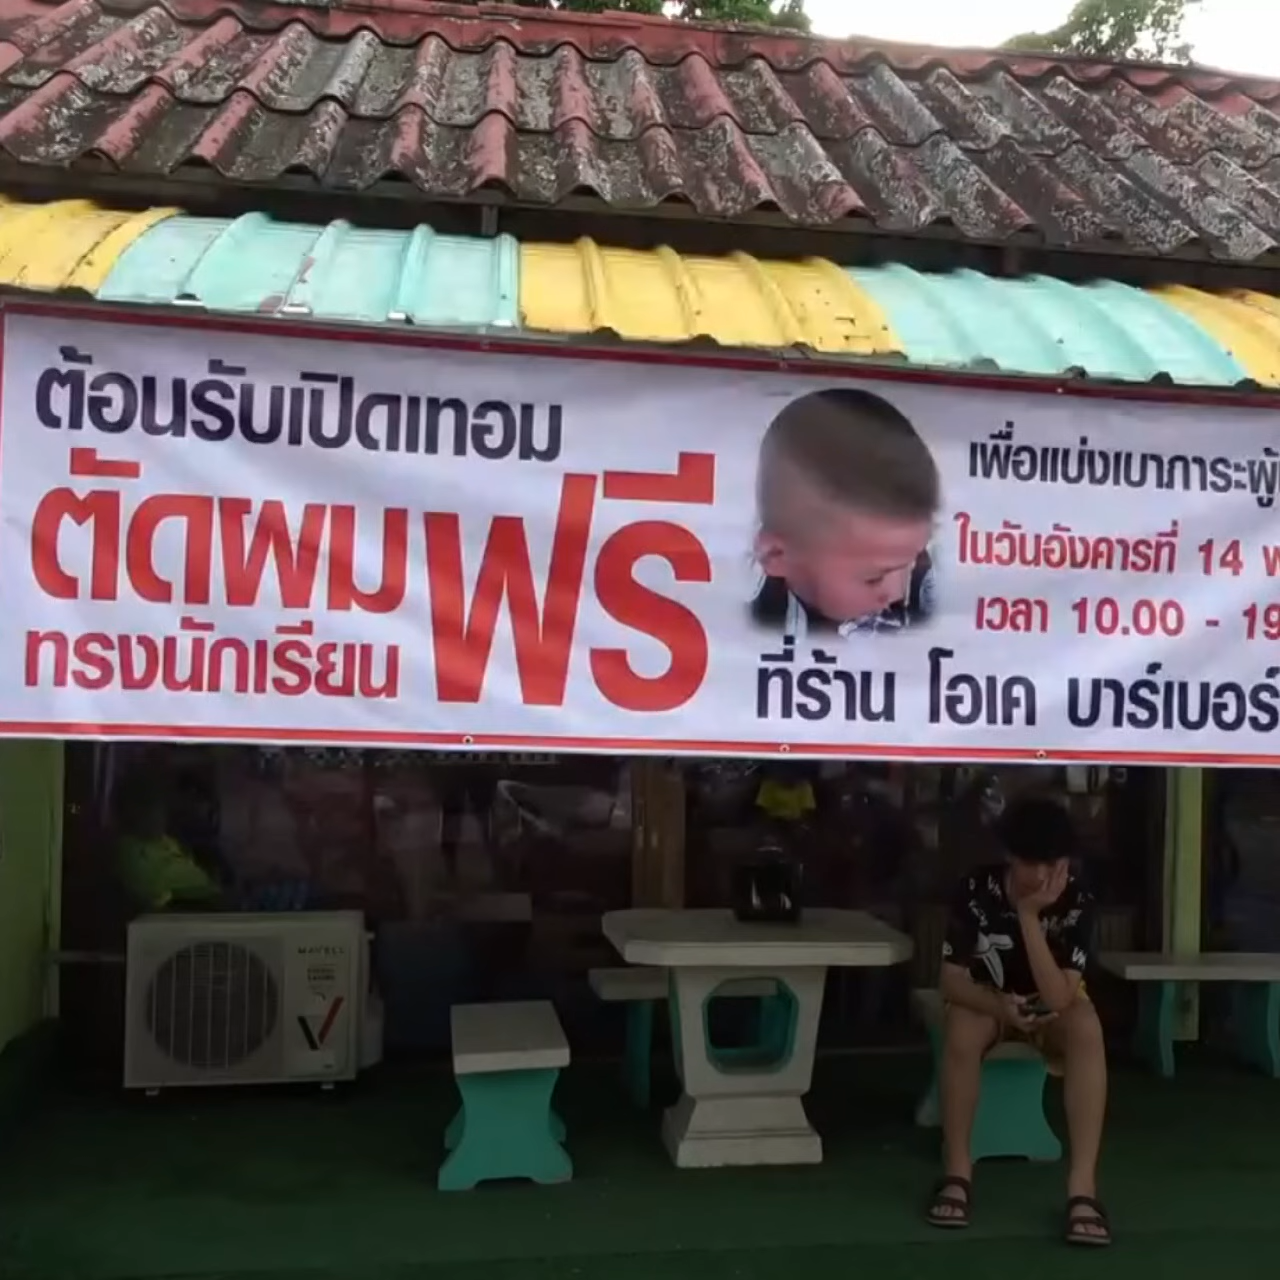 ต้อนรับเปิดเทอม
ตัดผมฟรี
ทรงนักเรียน
เพื่อแบ่งเบาภาระผู้
ในวันอังคารที่ 14 พ
เวลา 10.00 - 19
ที่ร้าน โอเค บาร์เบอร์